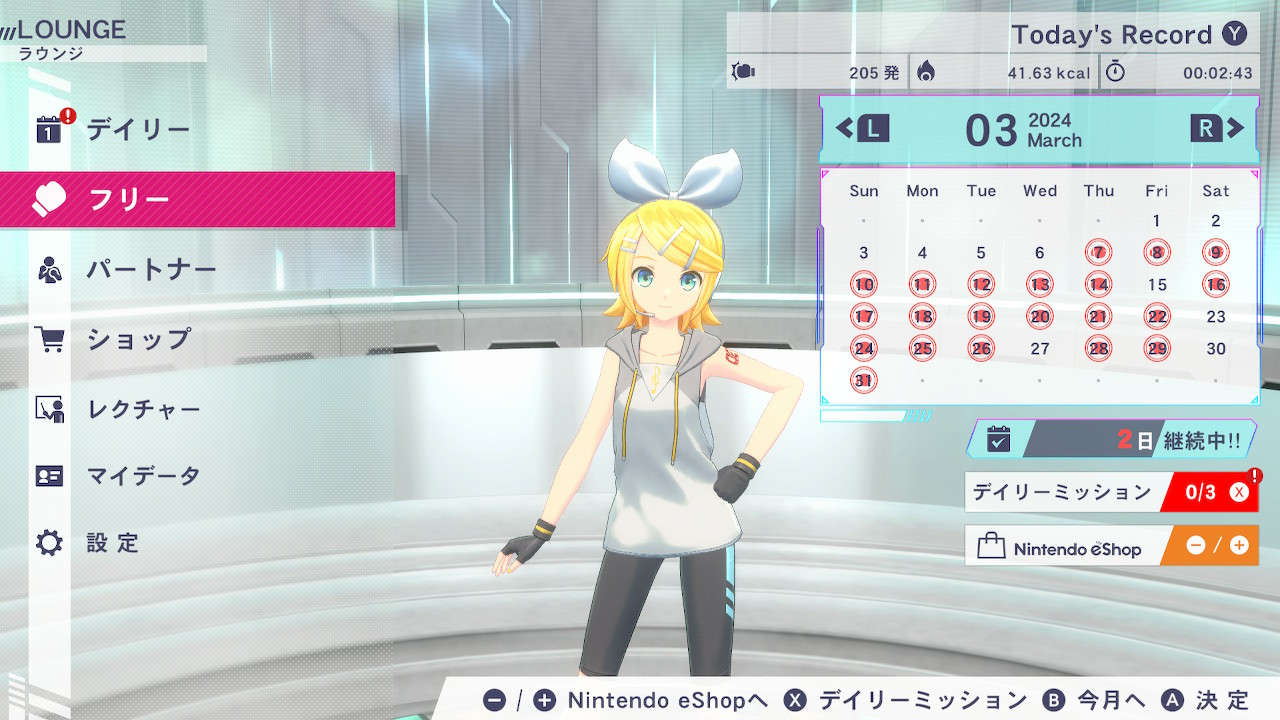 LOUNGE
ラウンジ
デイリー
フリー
パートナー
ショップ
レクチャー
マイデータ
設定
Today's Record Y
205 発 41.63 kcal 00:02:43
L 03 2024 March R
Sun Mon Tue Wed Thu Fri Sat
1 2
3 4 5 6 7 8 9
10 11 12 13 14 15 16
17 18 19 20 21 22 23
24 25 26 27 28 29 30
31
2日 継続中!!
デイリーミッション 0/3 X
Nintendo eShop − / +
− / + Nintendo eShopへ X デイリーミッション B 今月へ A 決定